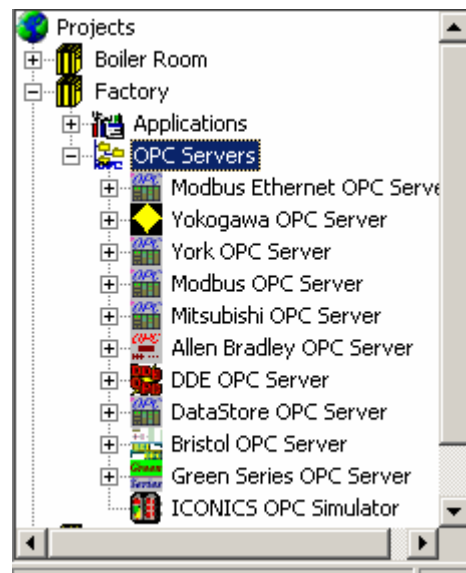 Projects
Boiler Room
Factory
Applications
OPC Servers
Modbus Ethernet OPC Serve
Yokogawa OPC Server
York OPC Server
Modbus OPC Server
Mitsubishi OPC Server
Allen Bradley OPC Server
DDE OPC Server
DataStore OPC Server
Bristol OPC Server
Green Series OPC Server
ICONICS OPC Simulator